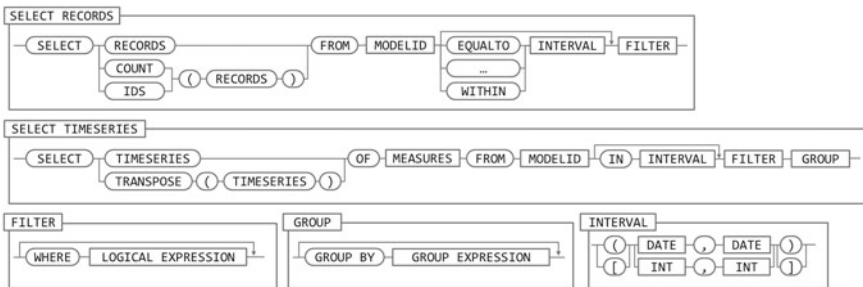 SELECT RECORDS
SELECT RECORDS FROM MODELID EQUALTO INTERVAL FILTER
COUNT ( RECORDS ) ...
IDS WITHIN
SELECT TIMESERIES
SELECT TIMESERIES OF MEASURES FROM MODELID IN INTERVAL FILTER GROUP
TRANSPOSE ( TIMESERIES )
FILTER GROUP INTERVAL
WHERE LOGICAL EXPRESSION GROUP BY GROUP EXPRESSION ( DATE , DATE )
[ INT , INT ]